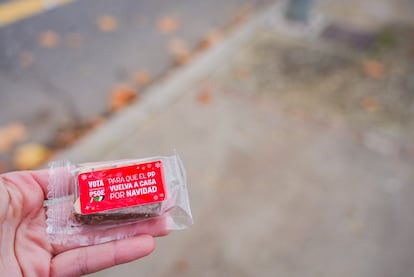 VOTA
PSOE
PARA QUE EL PP
VUELVA A CASA
POR NAVIDAD